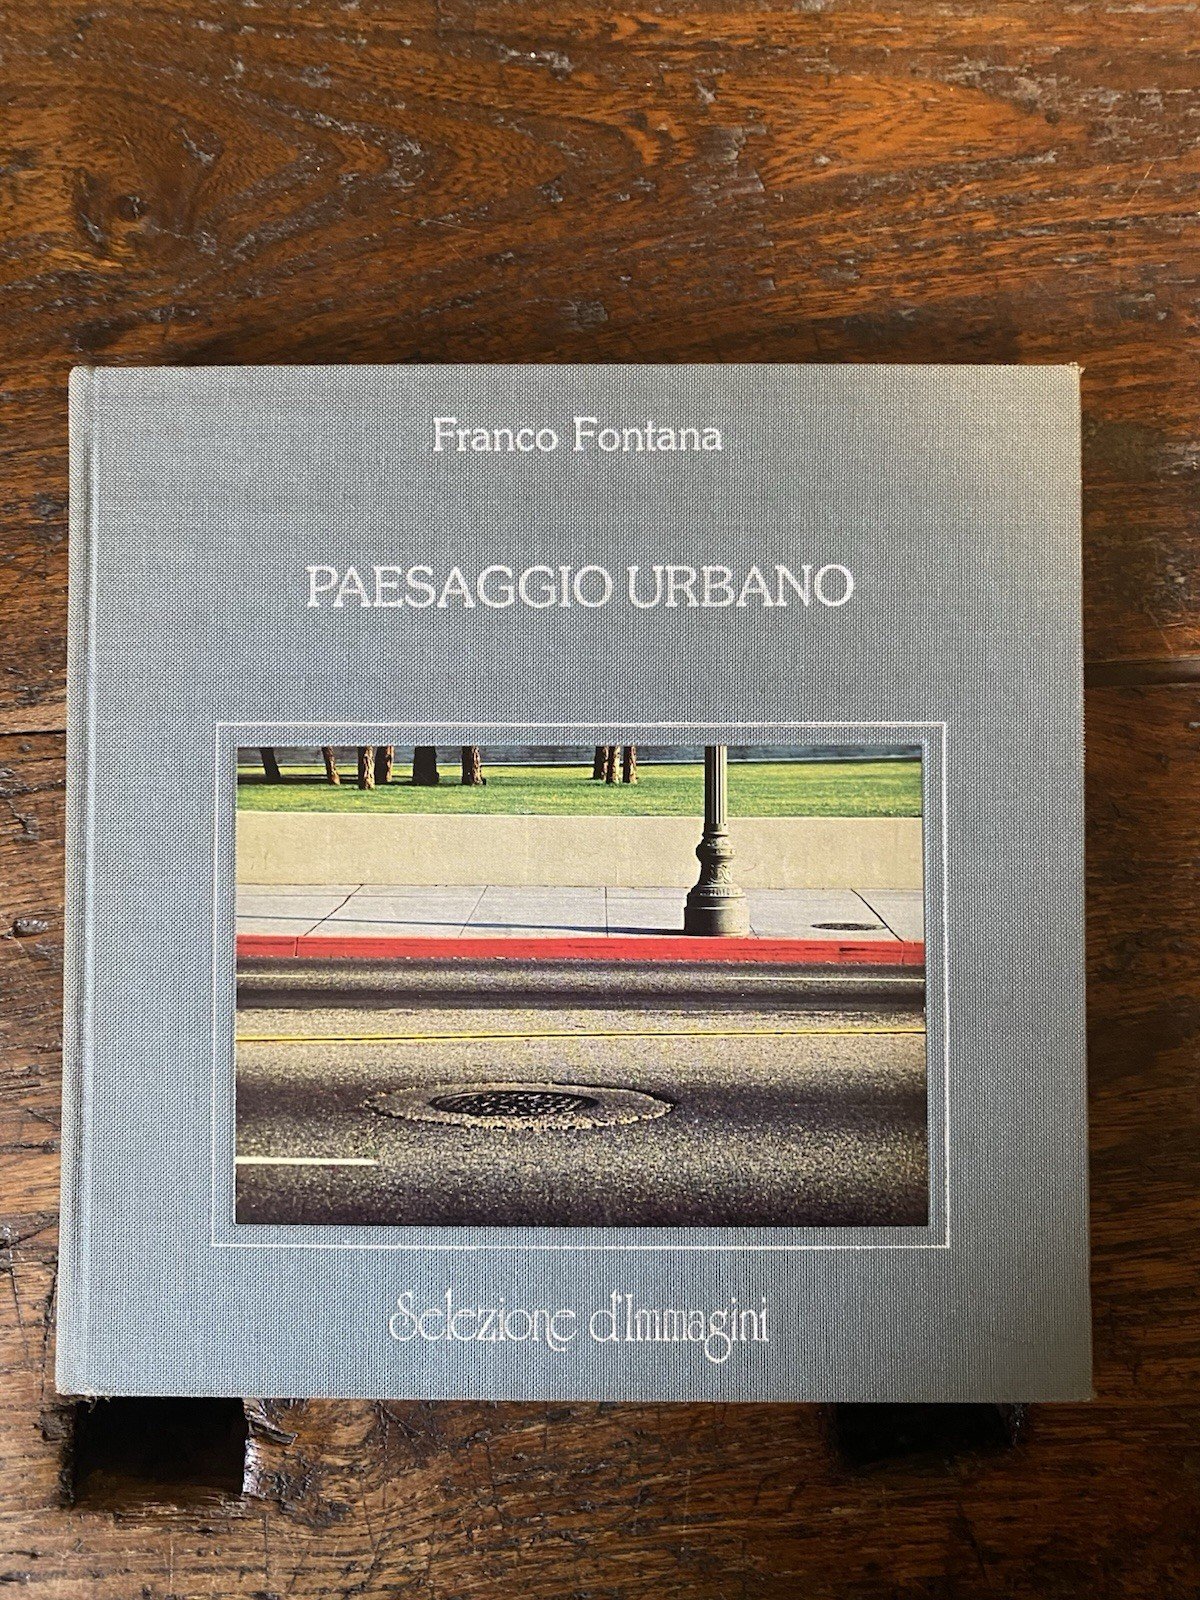 Franco Fontana
PAESAGGIO URBANO
Selezione d'Immagini